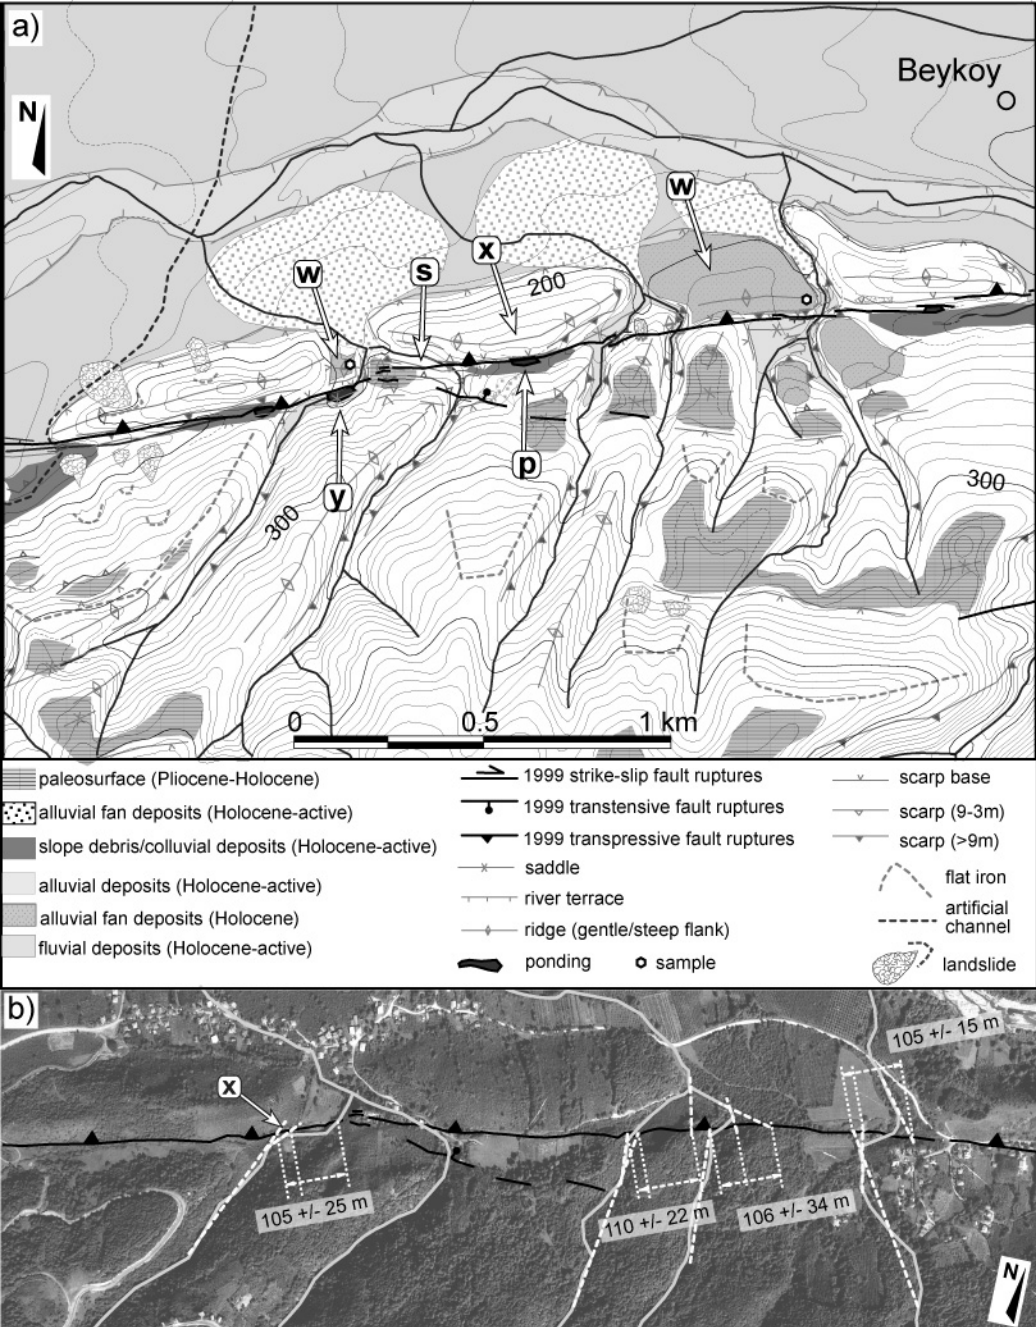 a)
Beykoy
N
w
w
s
x
200
p
y
300
300
0 0.5 1 km
paleosurface (Pliocene-Holocene)
alluvial fan deposits (Holocene-active)
slope debris/colluvial deposits (Holocene-active)
alluvial deposits (Holocene-active)
alluvial fan deposits (Holocene)
fluvial deposits (Holocene-active)
1999 strike-slip fault ruptures
1999 transtensive fault ruptures
1999 transpressive fault ruptures
saddle
river terrace
ridge (gentle/steep flank)
ponding
sample
scarp base
scarp (9-3m)
scarp (>9m)
flat iron
artificial
channel
landslide
b)
105 +/- 15 m
x
105 +/- 25 m
110 +/- 22 m
106 +/- 34 m
N